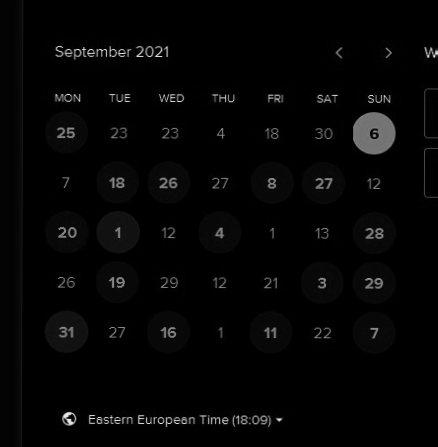 September 2021
W
MON TUE WED THU FRI SAT SUN
25 23 23 4 18 30 6
7 18 26 27 8 27 12
20 1 12 4 1 13 28
26 19 29 12 21 3 29
31 27 16 1 11 22 7
Eastern European Time (18:09)